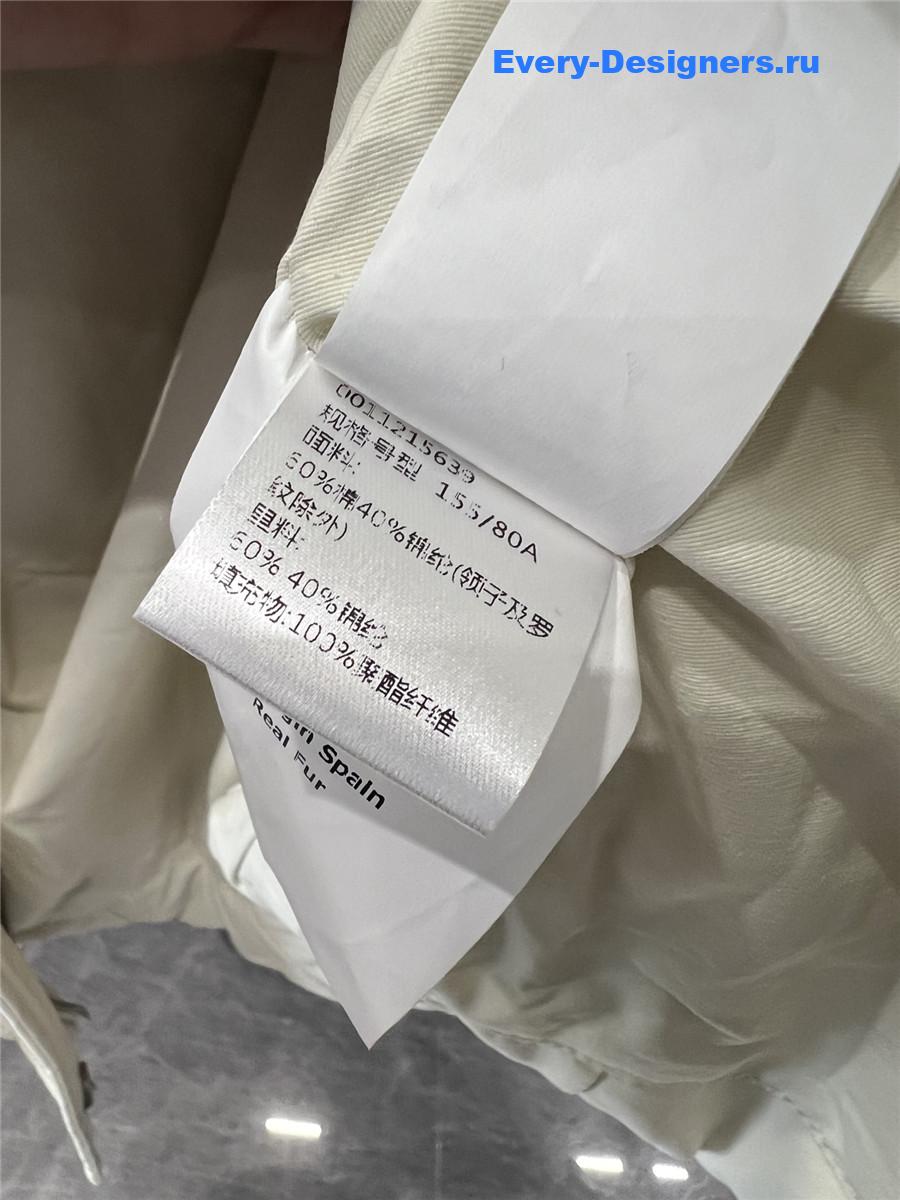 Every-Designers.ru
0011215639
规格号型 155/80A
面料:
60%棉40%锦纶(领子及罗
纹除外)
里料:
60% 40%锦纶
填充物:100%聚酯纤维
Spain
Real Fur